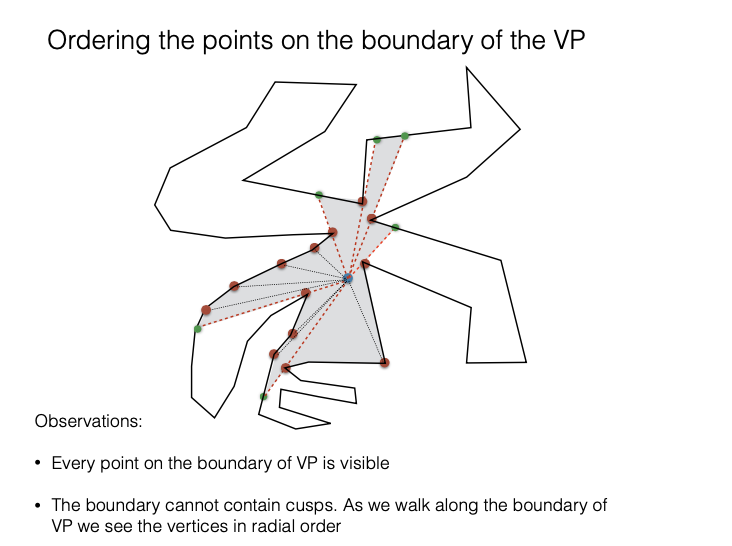 Ordering the points on the boundary of the VP
Observations:
• Every point on the boundary of VP is visible
• The boundary cannot contain cusps. As we walk along the boundary of
VP we see the vertices in radial order